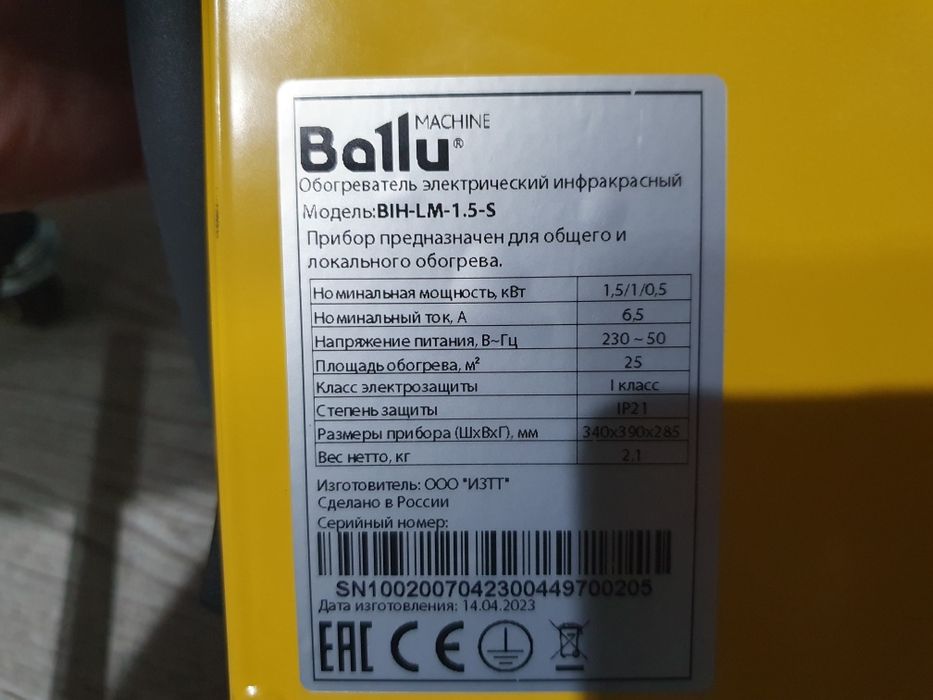 Ballu® MACHINE
Обогреватель электрический инфракрасный
Модель:BIH-LM-1.5-S
Прибор предназначен для общего и
локального обогрева.
Номинальная мощность, кВт 1,5/1/0,5
Номинальный ток, А 6,5
Напряжение питания, В~Гц 230 ~ 50
Площадь обогрева, м² 25
Класс электрозащиты I класс
Степень защиты IP21
Размеры прибора (ШхВхГ), мм 340х390х285
Вес нетто, кг 2,1
Изготовитель: ООО "ИЗТТ"
Сделано в России
Серийный номер:
SN1002007042300449700205
Дата изготовления: 14.04.2023
EAC CE